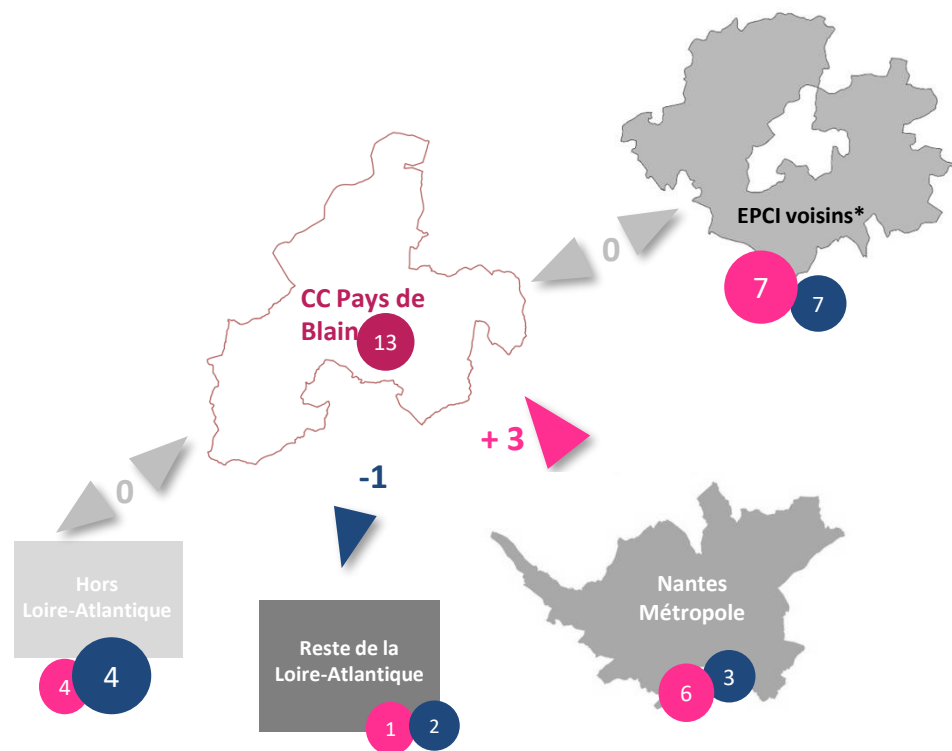 EPCI voisins*
7
7
0
CC Pays de
Blain
13
+ 3
-1
0
Hors
Loire-Atlantique
4
4
Reste de la
Loire-Atlantique
1
2
Nantes
Métropole
6
3